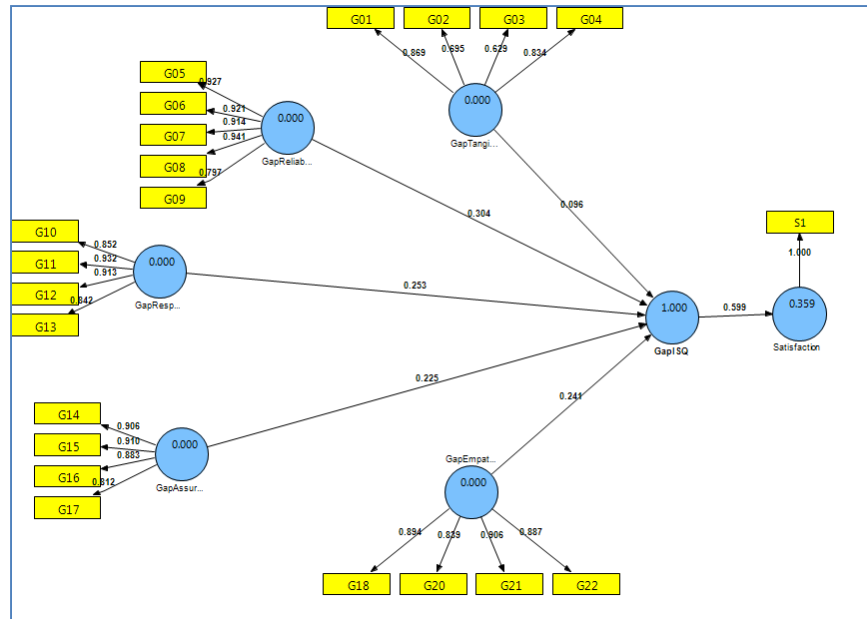 G01
G02
G03
G04
0.869
0.695
0.629
0.834
0.000
GapTangi...
G05
G06
G07
G08
G09
0.927
0.921
0.914
0.941
0.797
0.000
GapReliab...
0.096
0.304
G10
G11
G12
G13
0.852
0.932
0.913
0.842
0.000
GapResp...
0.253
S1
1.000
1.000
GapISQ
0.599
0.359
Satisfaction
0.225
0.241
G14
G15
G16
G17
0.906
0.910
0.883
0.812
0.000
GapAssur...
GapEmpat...
0.000
0.894
0.839
0.906
0.887
G18
G20
G21
G22